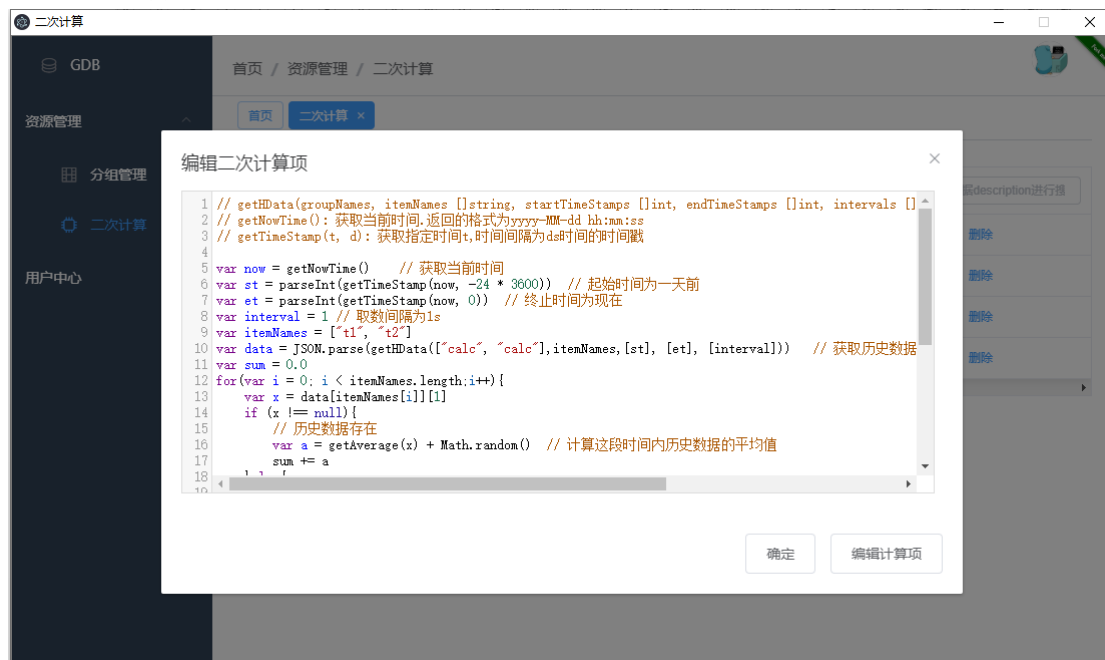 二次计算
GDB
首页 / 资源管理 / 二次计算
资源管理
首页
二次计算 ×
分组管理
二次计算
用户中心
编辑二次计算项
据description进行搜
删除
删除
删除
删除
1 // getHData(groupNames, itemNames []string, startTimeStamps []int, endTimeStamps []int, intervals []
2 // getNowTime(): 获取当前时间.返回的格式为yyyy-MM-dd hh:mm:ss
3 // getTimeStamp(t, d): 获取指定时间t,时间间隔为ds时间的时间戳
4
5 var now = getNowTime() // 获取当前时间
6 var st = parseInt(getTimeStamp(now, -24 * 3600)) // 起始时间为一天前
7 var et = parseInt(getTimeStamp(now, 0)) // 终止时间为现在
8 var interval = 1 // 取数间隔为1s
9 var itemNames = ["t1", "t2"]
10 var data = JSON.parse(getHData(["calc", "calc"],itemNames,[st], [et], [interval])) // 获取历史数据
11 var sum = 0.0
12 for(var i = 0; i < itemNames.length;i++){
13 var x = data[itemNames[i]][1]
14 if (x !== null){
15 // 历史数据存在
16 var a = getAverage(x) + Math.random() // 计算这段时间内历史数据的平均值
17 sum += a
18
19
确定
编辑计算项